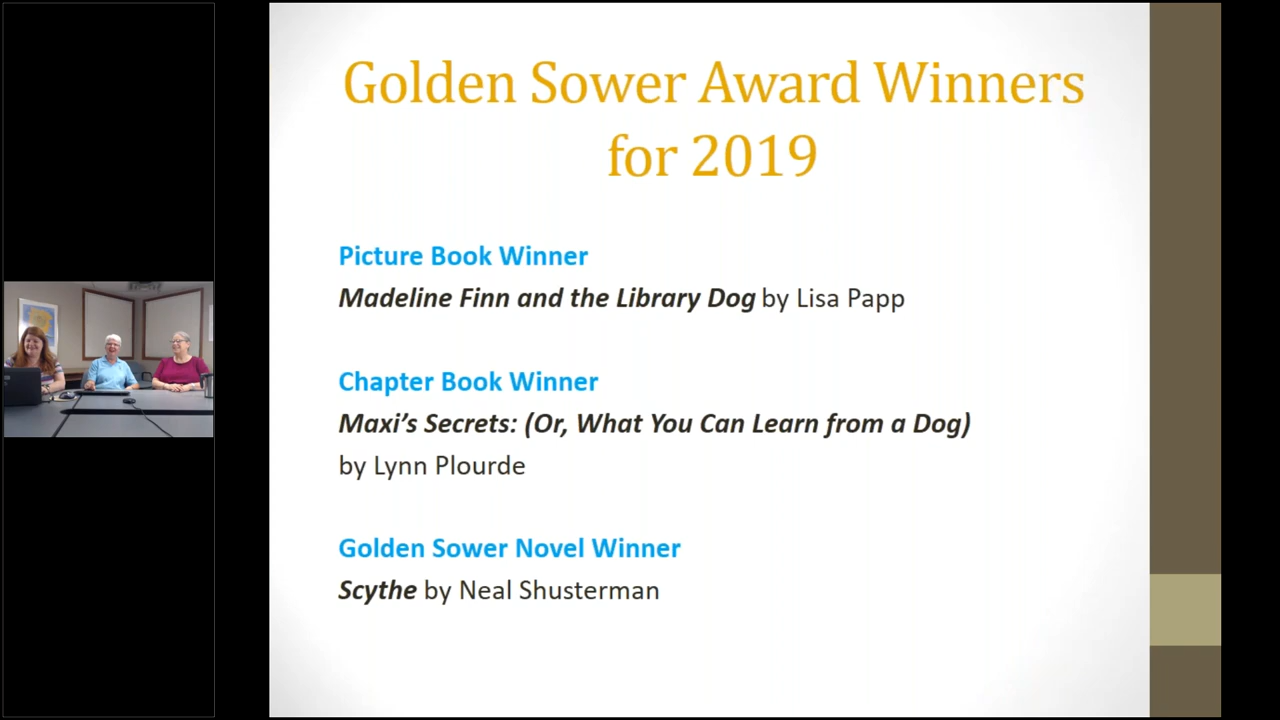 Golden Sower Award Winners
for 2019
Picture Book Winner
Madeline Finn and the Library Dog by Lisa Papp
Chapter Book Winner
Maxi’s Secrets: (Or, What You Can Learn from a Dog)
by Lynn Plourde
Golden Sower Novel Winner
Scythe by Neal Shusterman